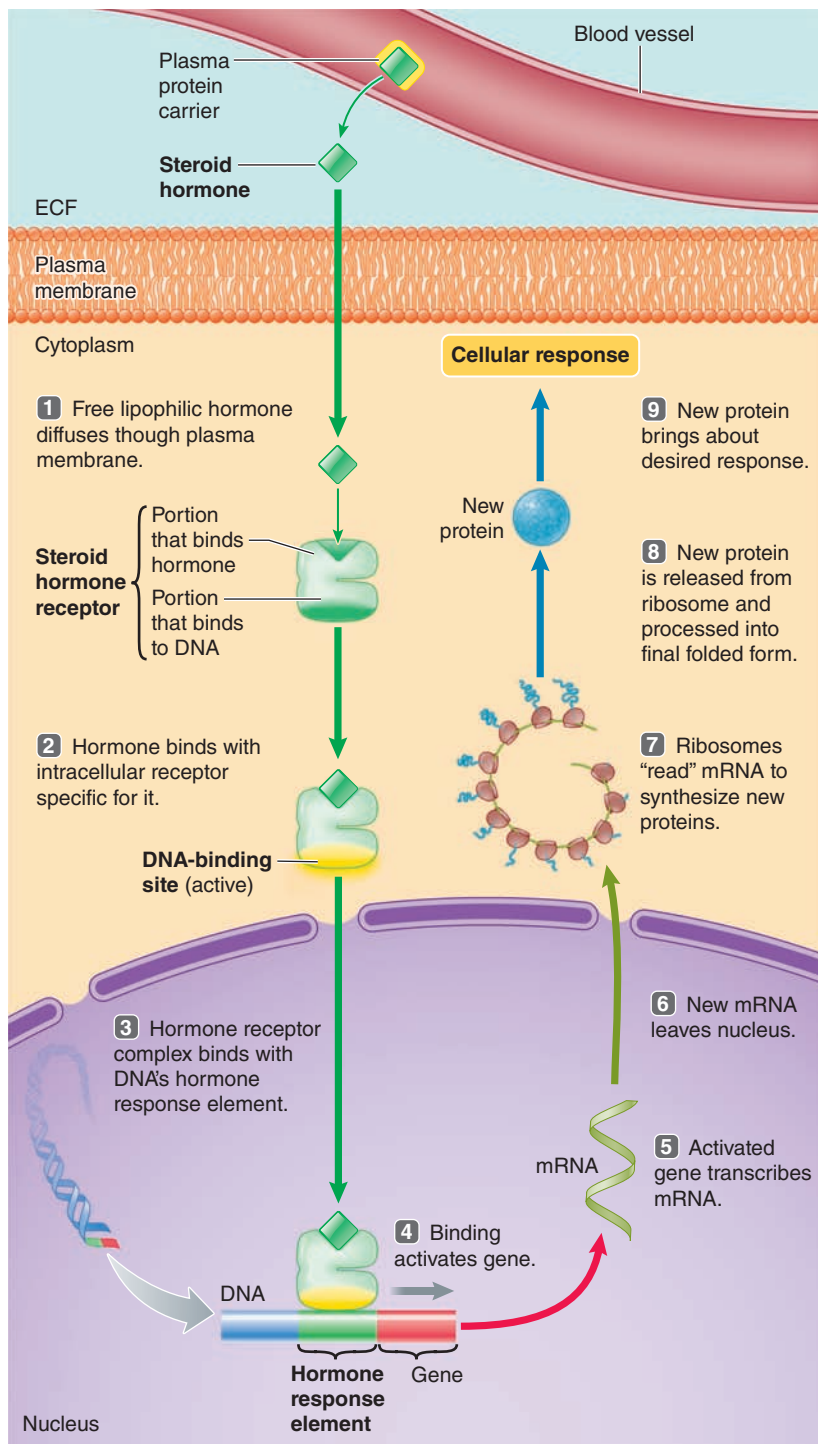 Blood vessel
Plasma
protein
carrier
Steroid
hormone
ECF
Plasma
membrane
Cytoplasm
Cellular response
1 Free lipophilic hormone
diffuses though plasma
membrane.
9 New protein
brings about
desired response.
New
protein
Steroid
hormone
receptor
Portion
that binds
hormone
Portion
that binds
to DNA
8 New protein
is released from
ribosome and
processed into
final folded form.
2 Hormone binds with
intracellular receptor
specific for it.
7 Ribosomes
“read” mRNA to
synthesize new
proteins.
DNA-binding
site (active)
3 Hormone receptor
complex binds with
DNA’s hormone
response element.
6 New mRNA
leaves nucleus.
mRNA
5 Activated
gene transcribes
mRNA.
4 Binding
activates gene.
DNA
Hormone
response
element
Gene
Nucleus